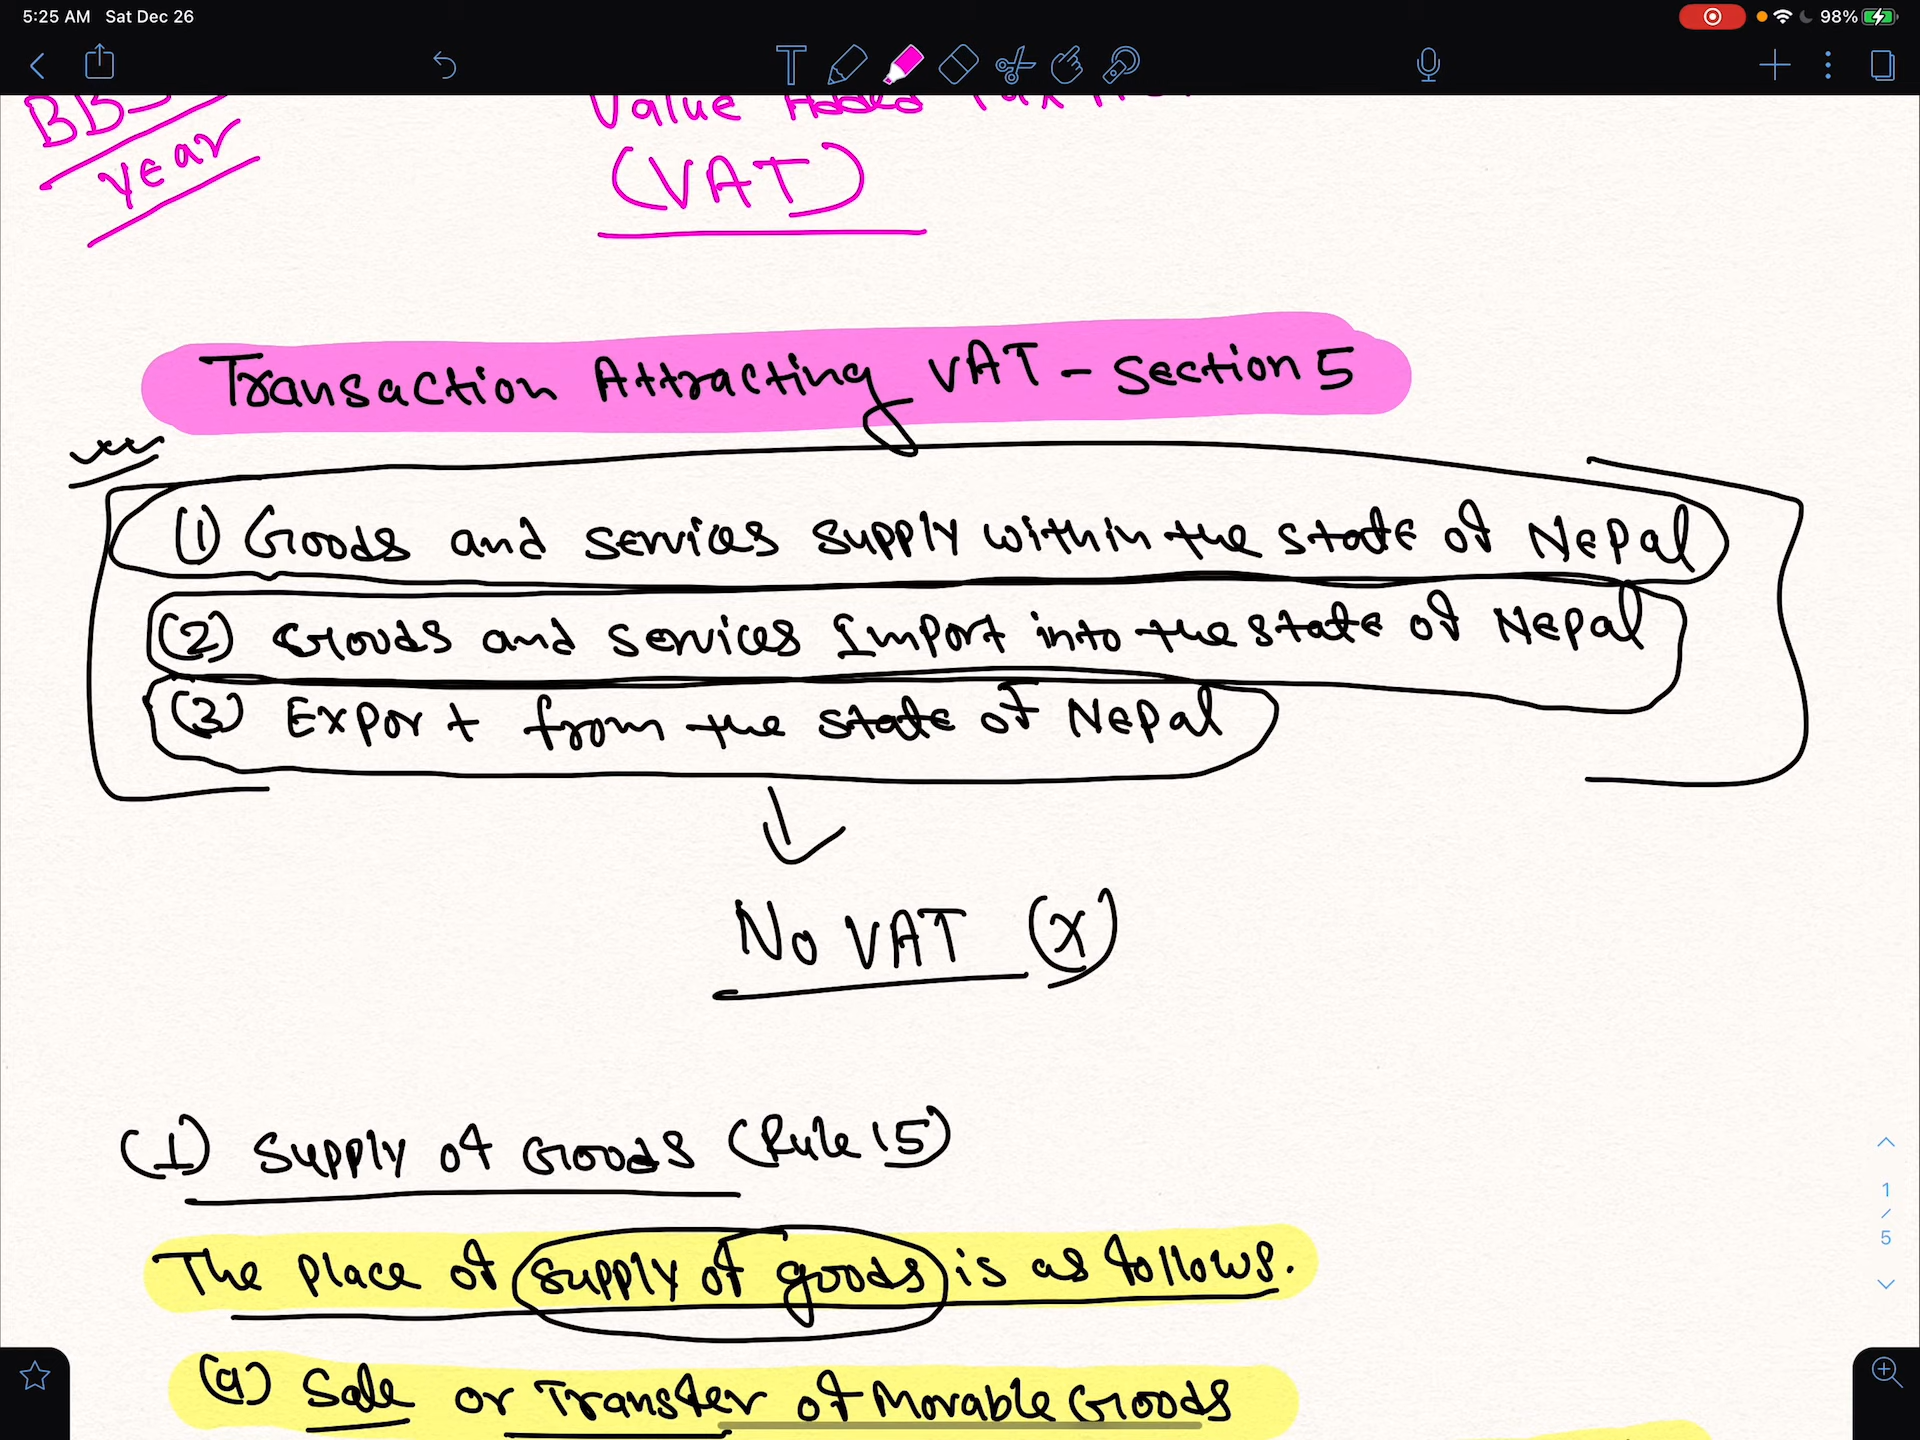 5:25 AM Sat Dec 26
98%
BBS
year
Value Added Tax
(VAT)
Transaction Attracting VAT - Section 5
(1) Goods and services supply within the state of Nepal
(2) Goods and services Import into the state of Nepal
(3) Export from the state of Nepal
No VAT (x)
(1) Supply of Goods (Rule 15)
The place of supply of goods is as follows.
(a) Sale or Transfer of Movable Goods
1
/
5